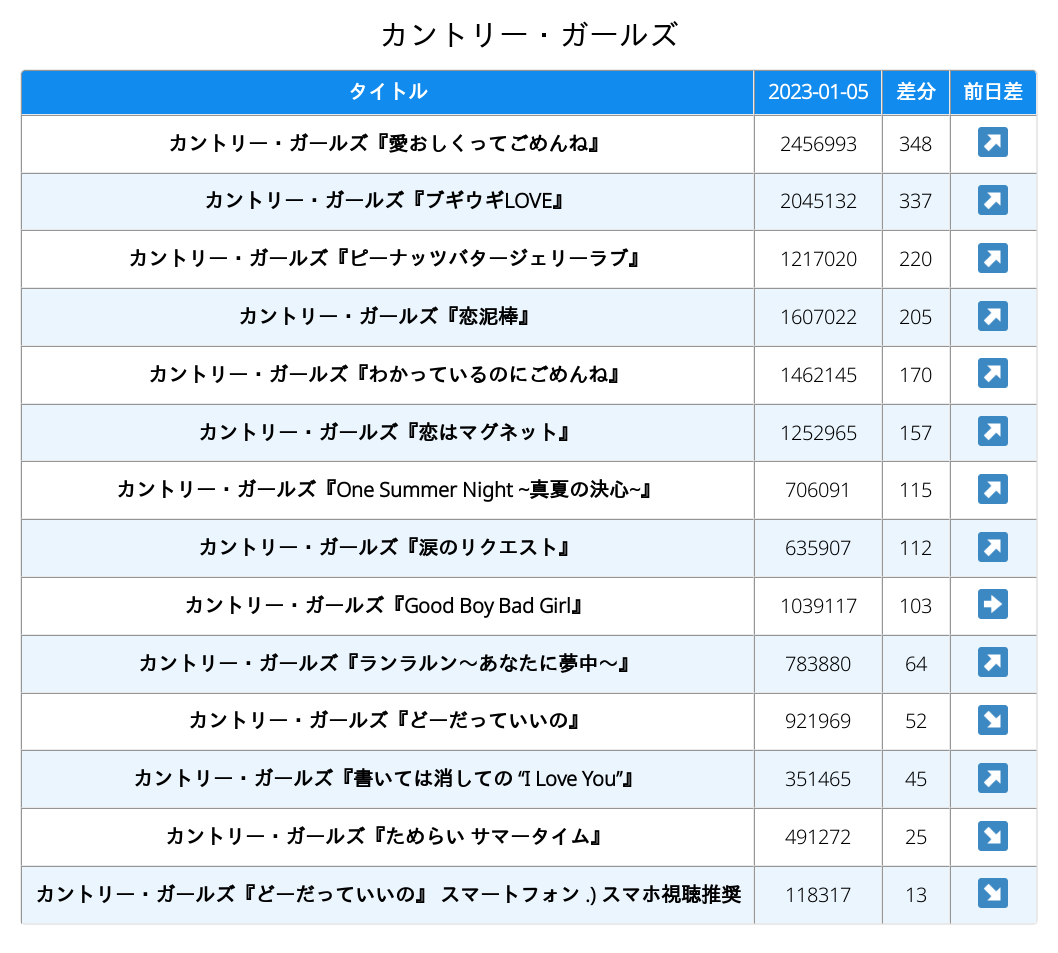 カントリー・ガールズ
タイトル 2023-01-05 差分 前日差
カントリー・ガールズ『愛おしくってごめんね』 2456993 348
カントリー・ガールズ『ブギウギLOVE』 2045132 337
カントリー・ガールズ『ピーナッツバタージェリーラブ』 1217020 220
カントリー・ガールズ『恋泥棒』 1607022 205
カントリー・ガールズ『わかっているのにごめんね』 1462145 170
カントリー・ガールズ『恋はマグネット』 1252965 157
カントリー・ガールズ『One Summer Night ~真夏の決心~』 706091 115
カントリー・ガールズ『涙のリクエスト』 635907 112
カントリー・ガールズ『Good Boy Bad Girl』 1039117 103
カントリー・ガールズ『ランラルン〜あなたに夢中〜』 783880 64
カントリー・ガールズ『どーだっていいの』 921969 52
カントリー・ガールズ『書いては消しての “I Love You”』 351465 45
カントリー・ガールズ『ためらい サマータイム』 491272 25
カントリー・ガールズ『どーだっていいの』 スマートフォン .) スマホ視聴推奨 118317 13